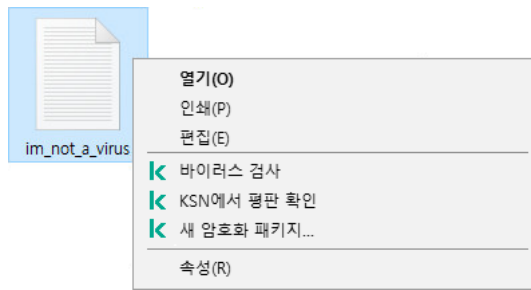 열기(O)
인쇄(P)
편집(E)
im_not_a_virus
바이러스 검사
KSN에서 평판 확인
새 암호화 패키지...
속성(R)